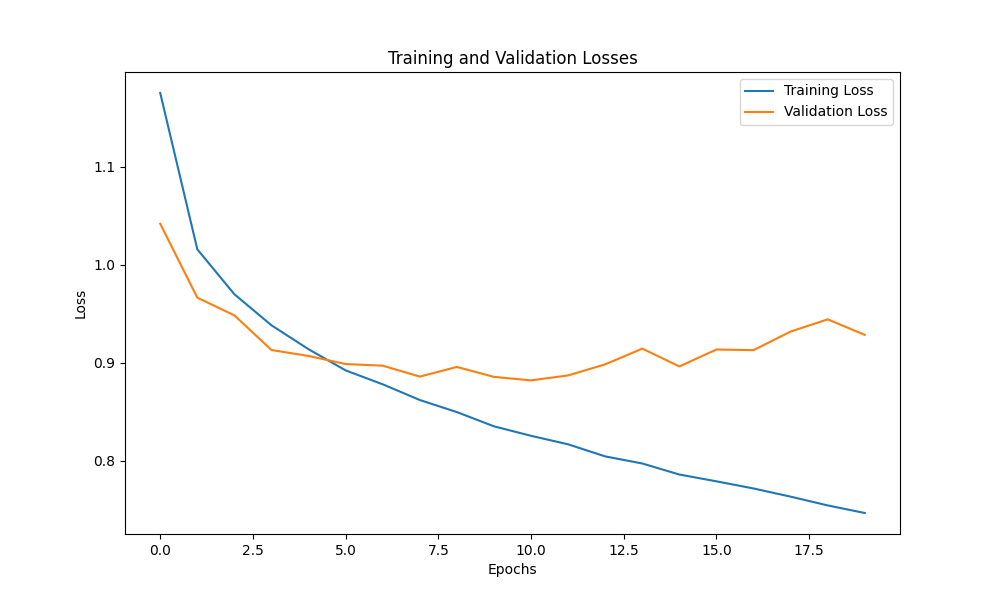 Training and Validation Losses
Training Loss
Validation Loss
1.1
1.0
0.9
0.8
Loss
0.0 2.5 5.0 7.5 10.0 12.5 15.0 17.5
Epochs